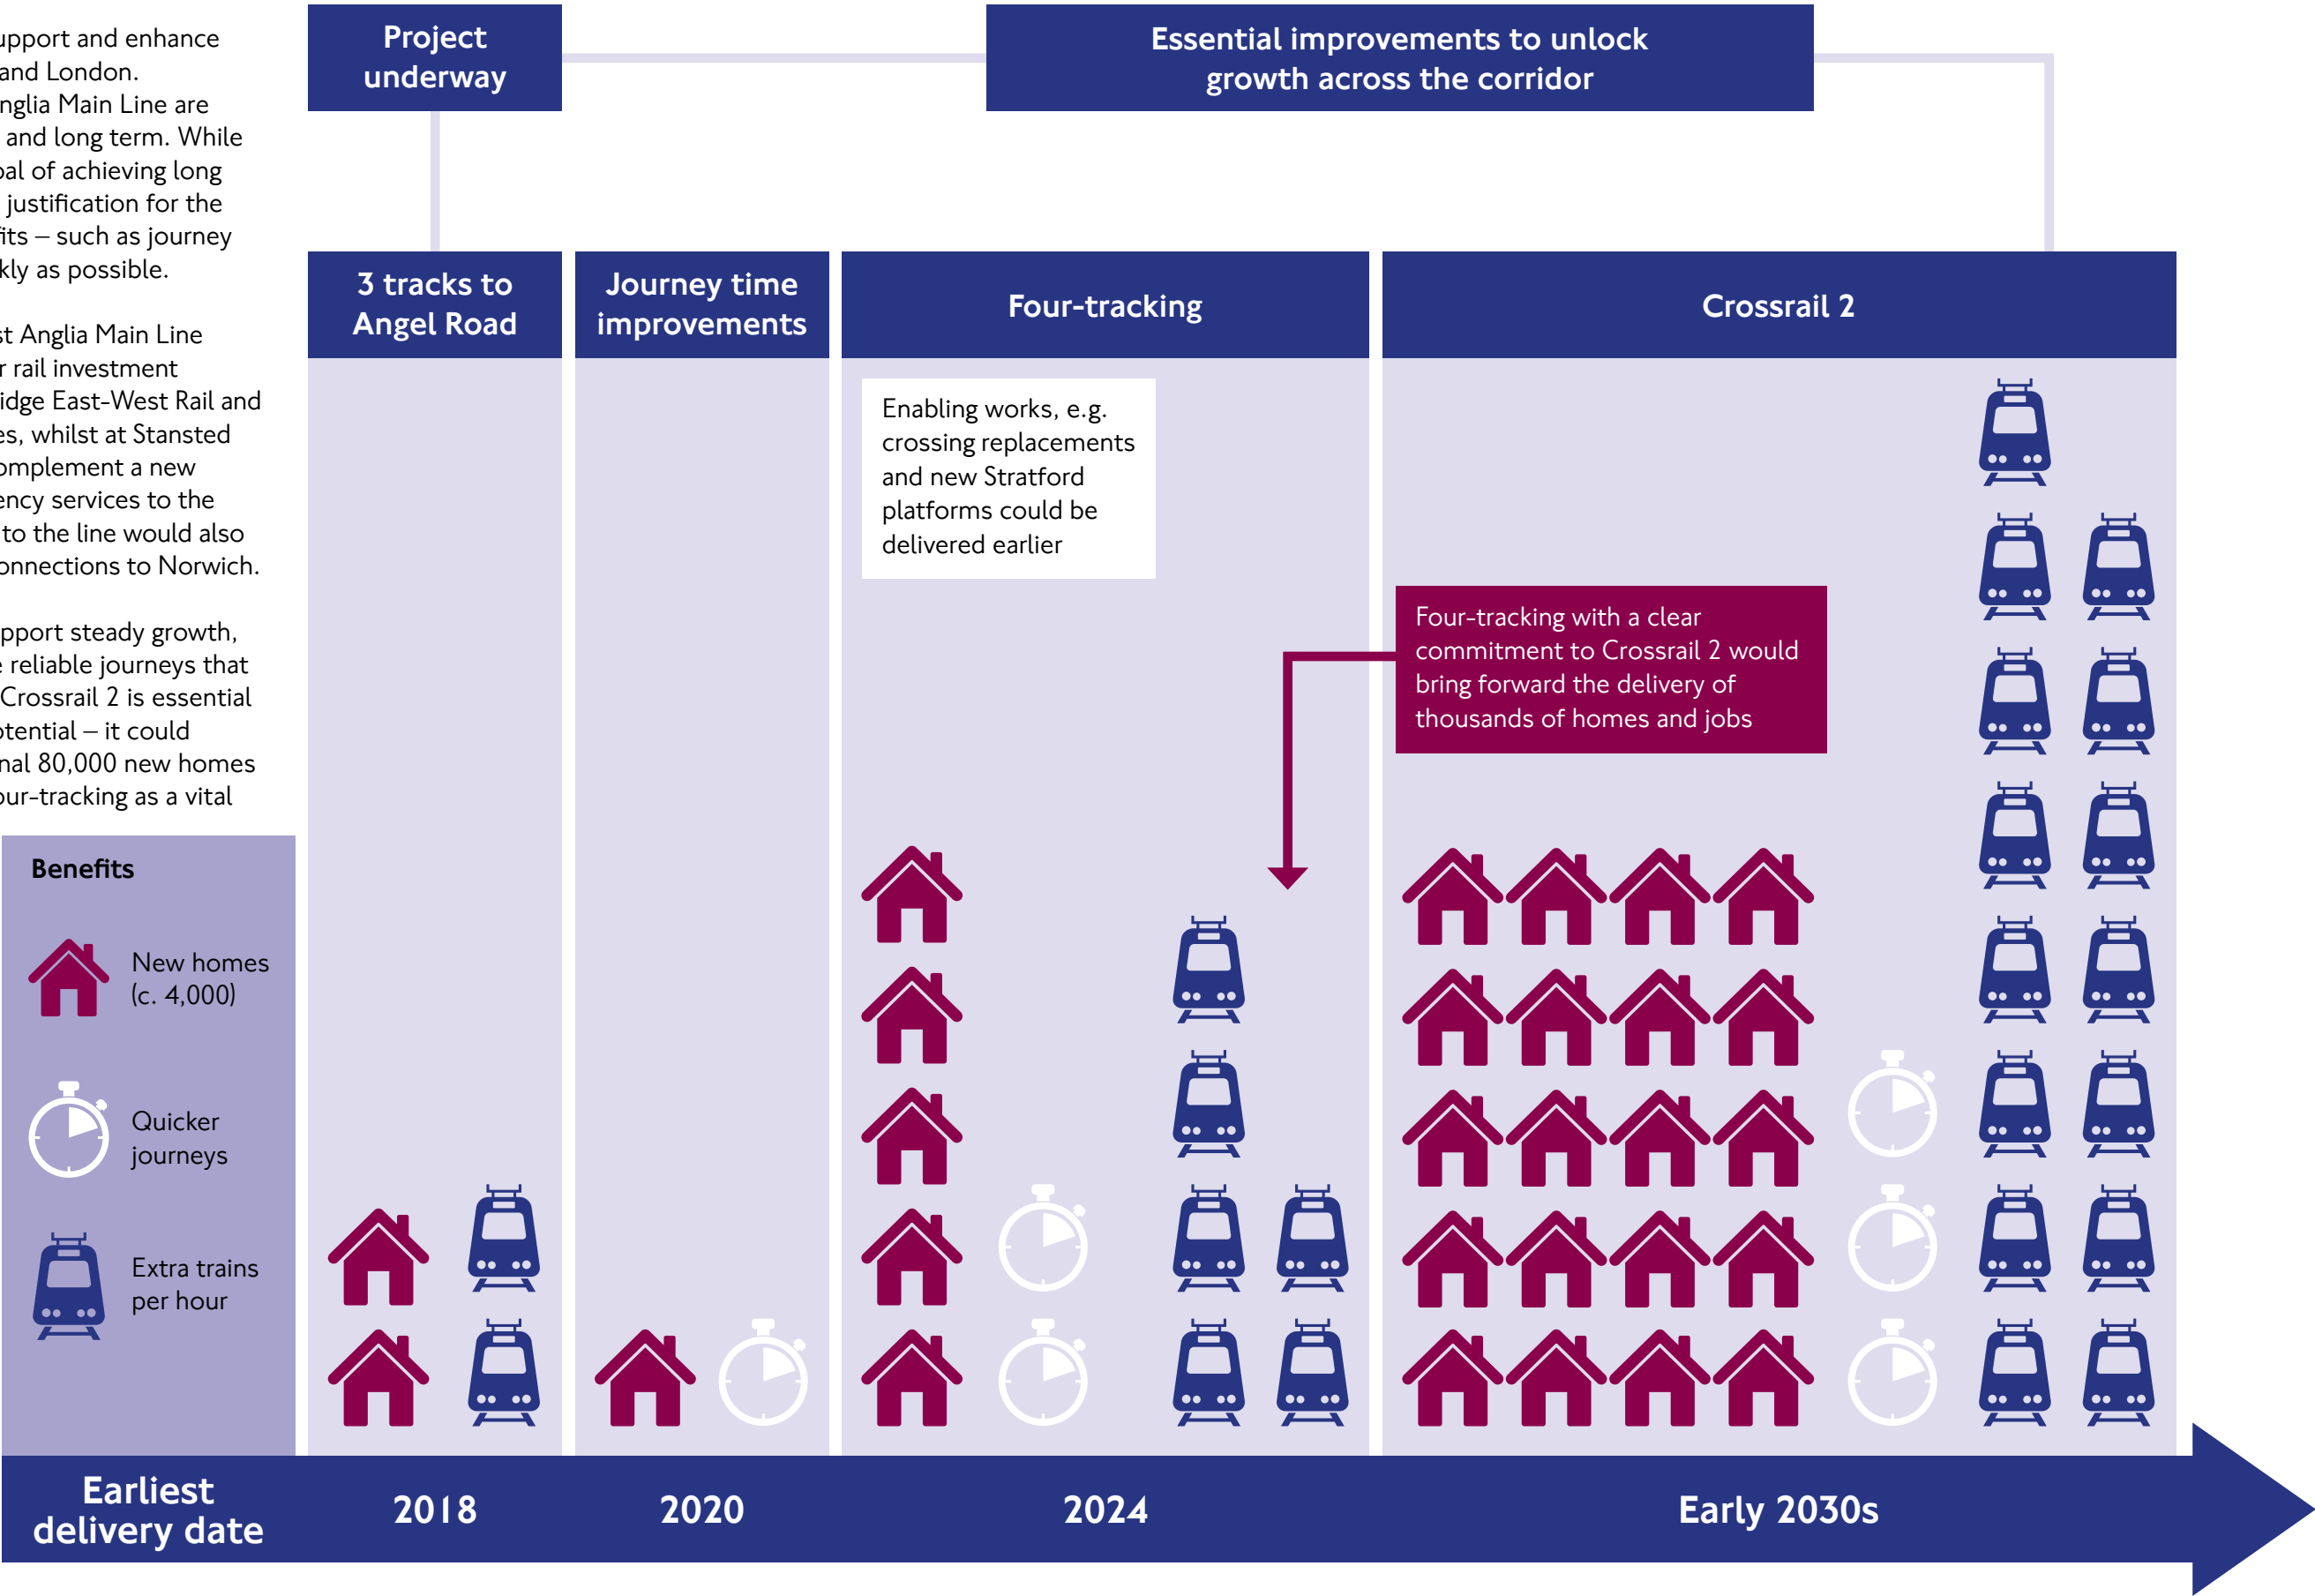 upport and enhance
and London.
nglia Main Line are
and long term. While
oal of achieving long
justification for the
fits – such as journey
kly as possible.
st Anglia Main Line
r rail investment
idge East-West Rail and
es, whilst at Stansted
omplement a new
ency services to the
to the line would also
onnections to Norwich.
pport steady growth,
e reliable journeys that
Crossrail 2 is essential
otential – it could
nal 80,000 new homes
our-tracking as a vital
Project
underway
Essential improvements to unlock
growth across the corridor
3 tracks to
Angel Road
Journey time
improvements
Four-tracking
Crossrail 2
Enabling works, e.g.
crossing replacements
and new Stratford
platforms could be
delivered earlier
Four-tracking with a clear
commitment to Crossrail 2 would
bring forward the delivery of
thousands of homes and jobs
Benefits
New homes
(c. 4,000)
Quicker
journeys
Extra trains
per hour
Earliest
delivery date
2018
2020
2024
Early 2030s